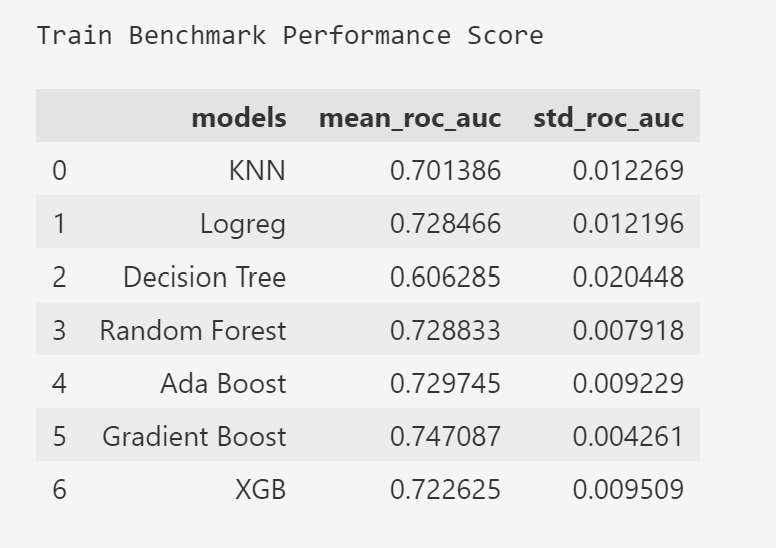 Train Benchmark Performance Score
models mean_roc_auc std_roc_auc
0 KNN 0.701386 0.012269
1 Logreg 0.728466 0.012196
2 Decision Tree 0.606285 0.020448
3 Random Forest 0.728833 0.007918
4 Ada Boost 0.729745 0.009229
5 Gradient Boost 0.747087 0.004261
6 XGB 0.722625 0.009509